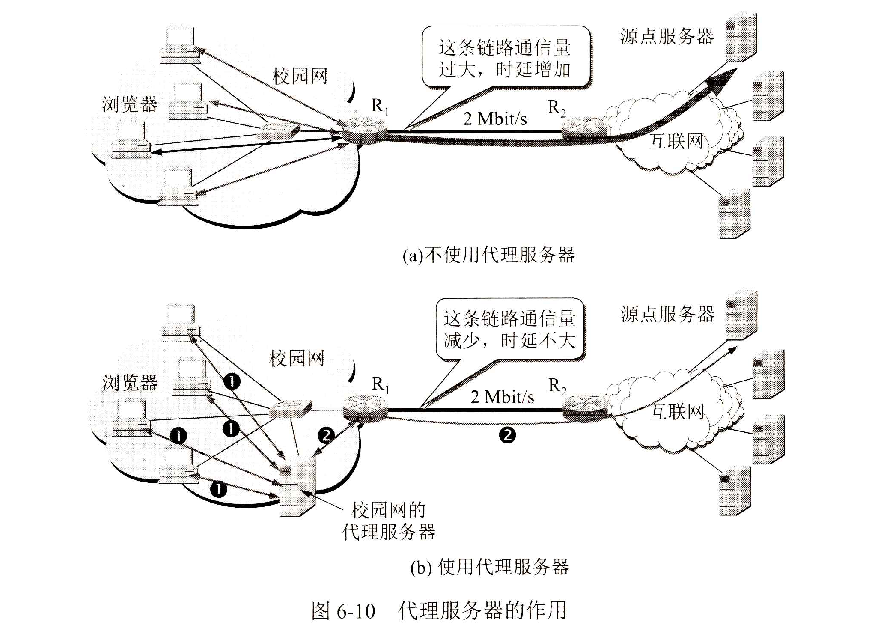 这条链路通信量
过大，时延增加
源点服务器
校园网
浏览器
R1
2 Mbit/s
R2
互联网
(a)不使用代理服务器
这条链路通信量
减少，时延不大
源点服务器
校园网
浏览器
R1
2 Mbit/s
R2
互联网
❶
❶
❶
❶
❷
❷
校园网的
代理服务器
(b) 使用代理服务器
图 6-10 代理服务器的作用